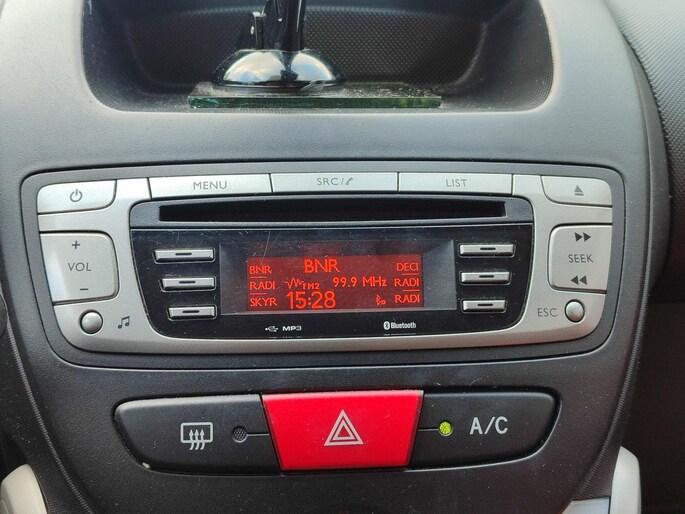 MENU SRC/ LIST
+
VOL
−
BNR BNR DECI
RADI FM2 99.9 MHz RADI
SKYR 15:28 RADI
SEEK
ESC
MP3 Bluetooth
A/C